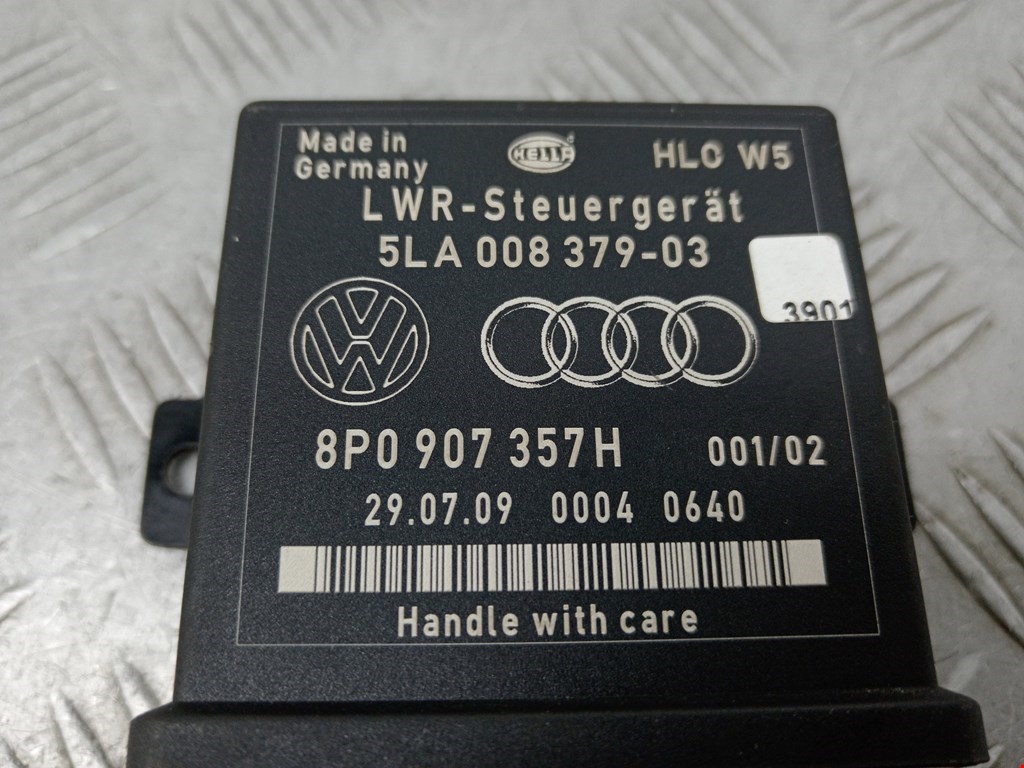 Made in
Germany
HELLA
HLC W5
LWR-Steuergerät
5LA 008 379-03
3901
8P0 907 357H 001/02
29.07.09 0004 0640
Handle with care